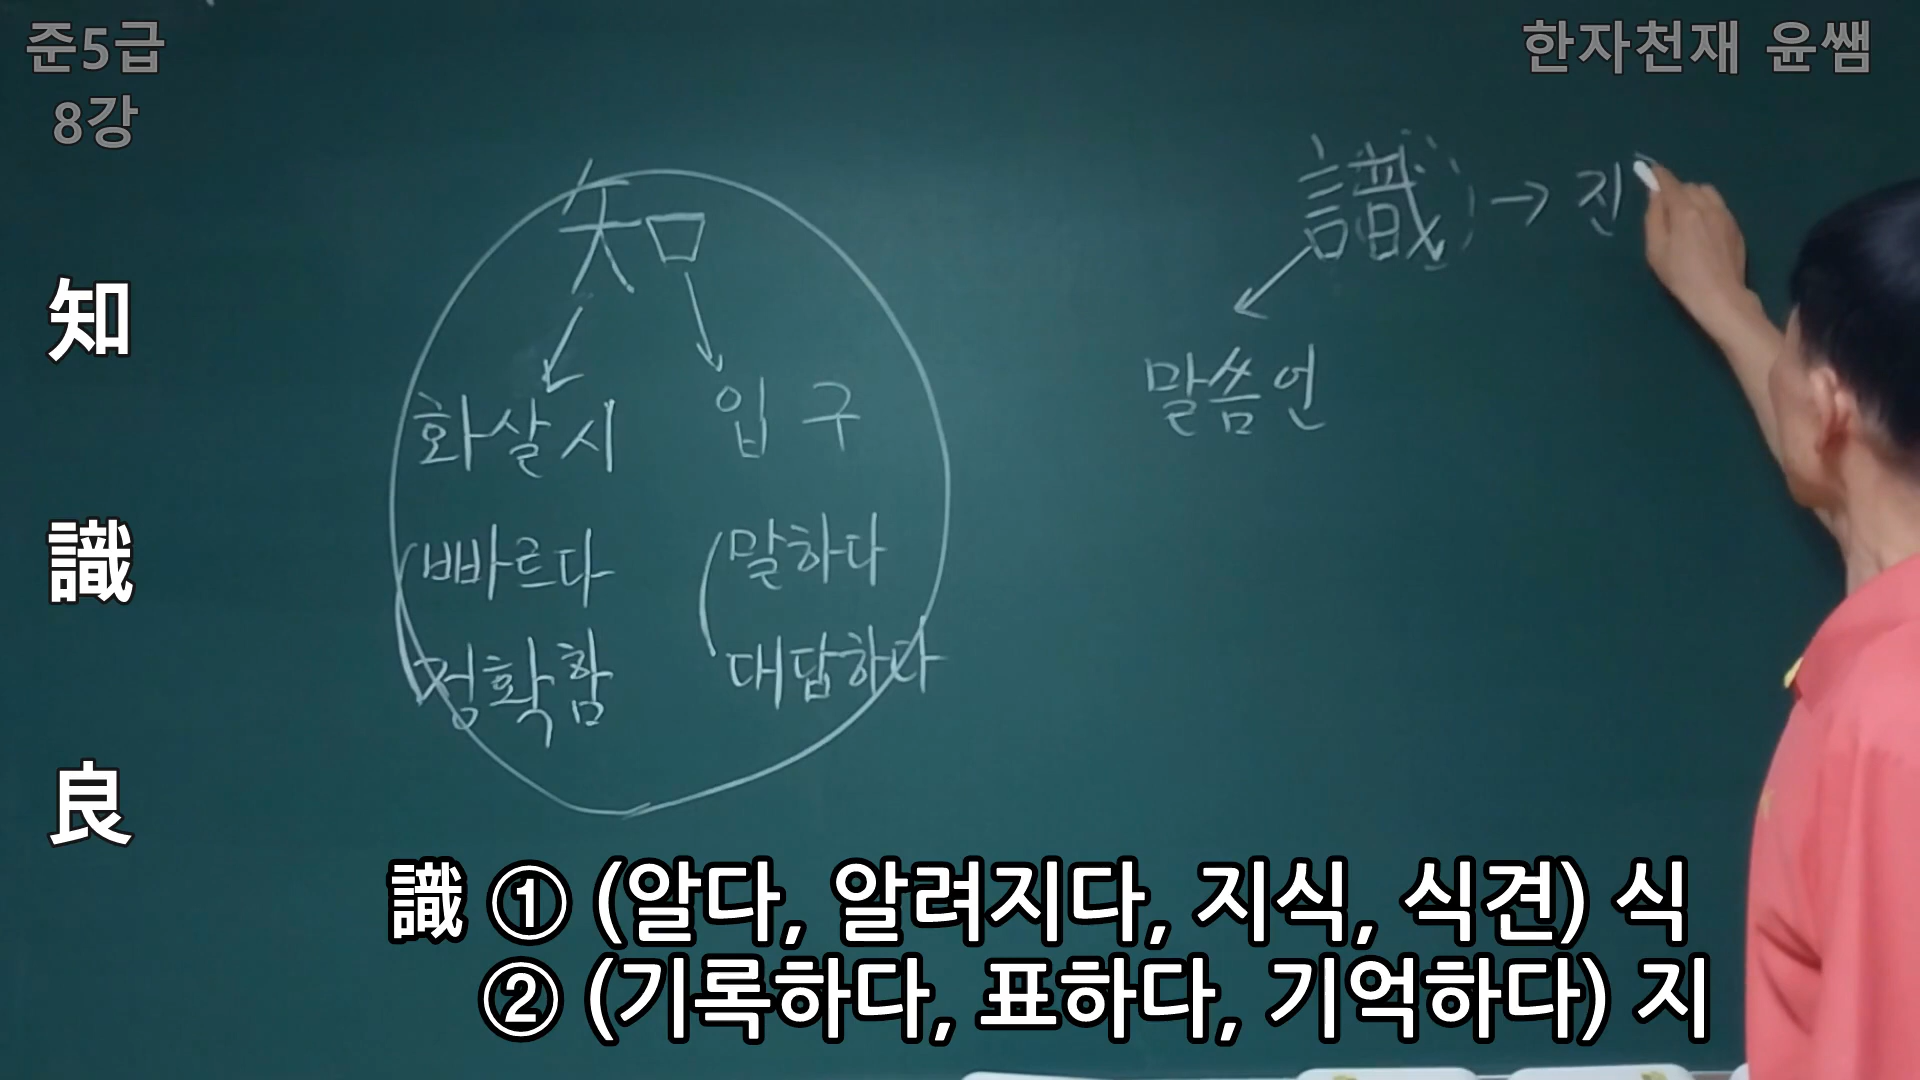 준5급
8강
한자천재 윤쌤
知
識
良
知
화살시 입구
빠르다 말하다
정확함 대답하다
識 → 진
말씀언
識 ① (알다, 알려지다, 지식, 식견) 식
② (기록하다, 표하다, 기억하다) 지